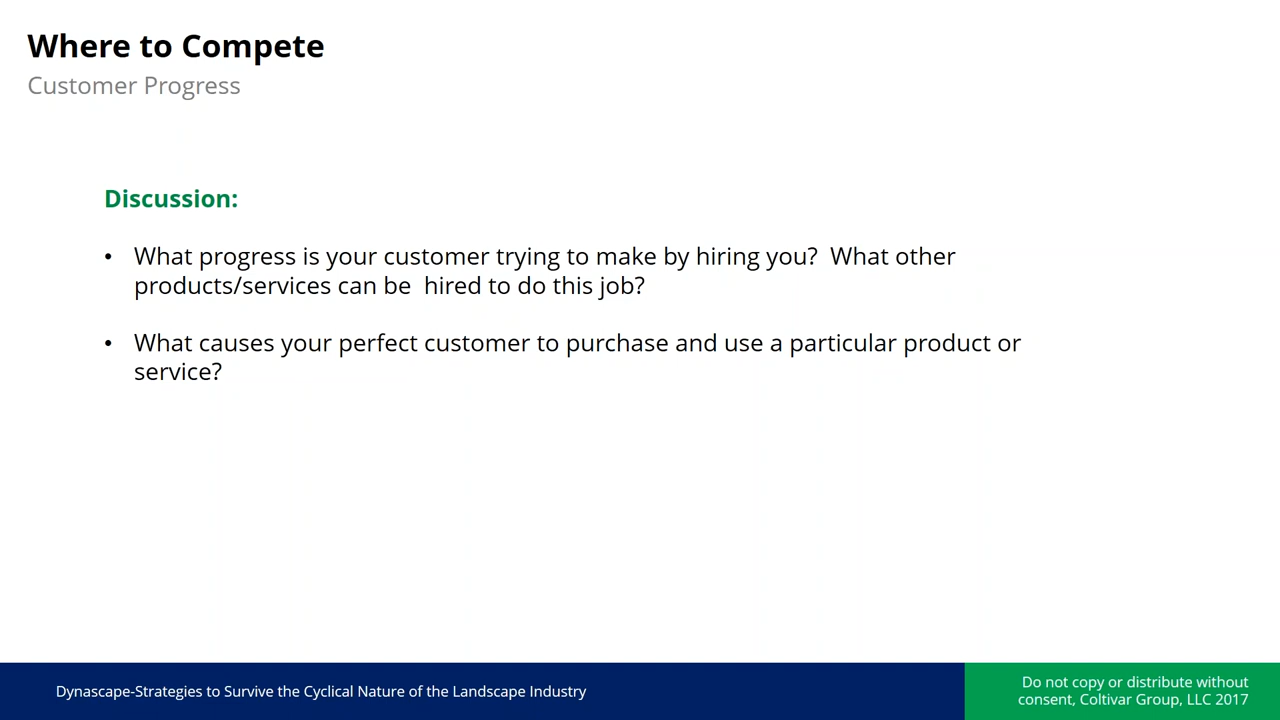 Where to Compete
Customer Progress
Discussion:
• What progress is your customer trying to make by hiring you?  What other
products/services can be  hired to do this job?
• What causes your perfect customer to purchase and use a particular product or
service?
Dynascape-Strategies to Survive the Cyclical Nature of the Landscape Industry
Do not copy or distribute without
consent, Coltivar Group, LLC 2017